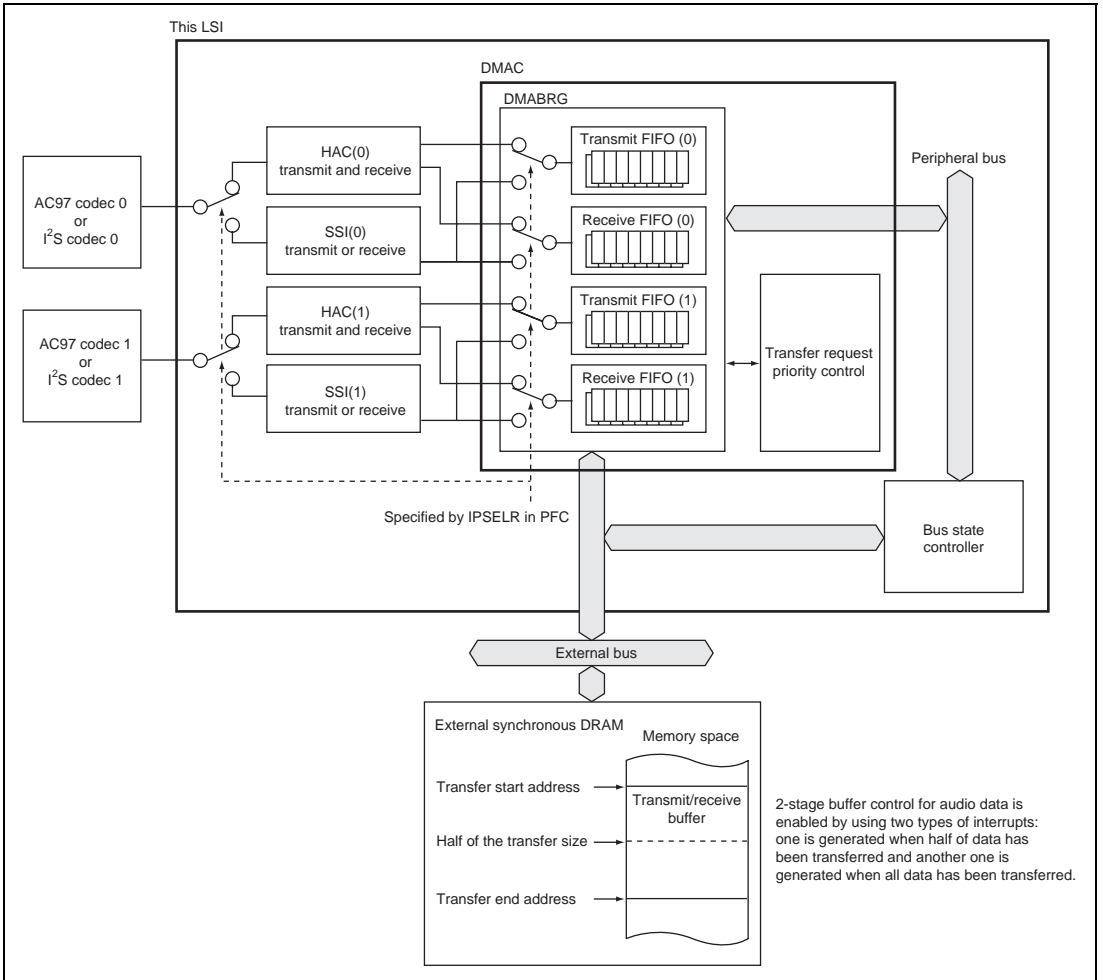 This LSI
DMAC
DMABRG
AC97 codec 0
or
I²S codec 0
HAC(0)
transmit and receive
SSI(0)
transmit or receive
Transmit FIFO (0)
Receive FIFO (0)
Peripheral bus
AC97 codec 1
or
I²S codec 1
HAC(1)
transmit and receive
SSI(1)
transmit or receive
Transmit FIFO (1)
Receive FIFO (1)
Transfer request
priority control
Specified by IPSELR in PFC
Bus state
controller
External bus
External synchronous DRAM
Memory space
Transfer start address
Transmit/receive
buffer
Half of the transfer size
Transfer end address
2-stage buffer control for audio data is
enabled by using two types of interrupts:
one is generated when half of data has
been transferred and another one is
generated when all data has been transferred.